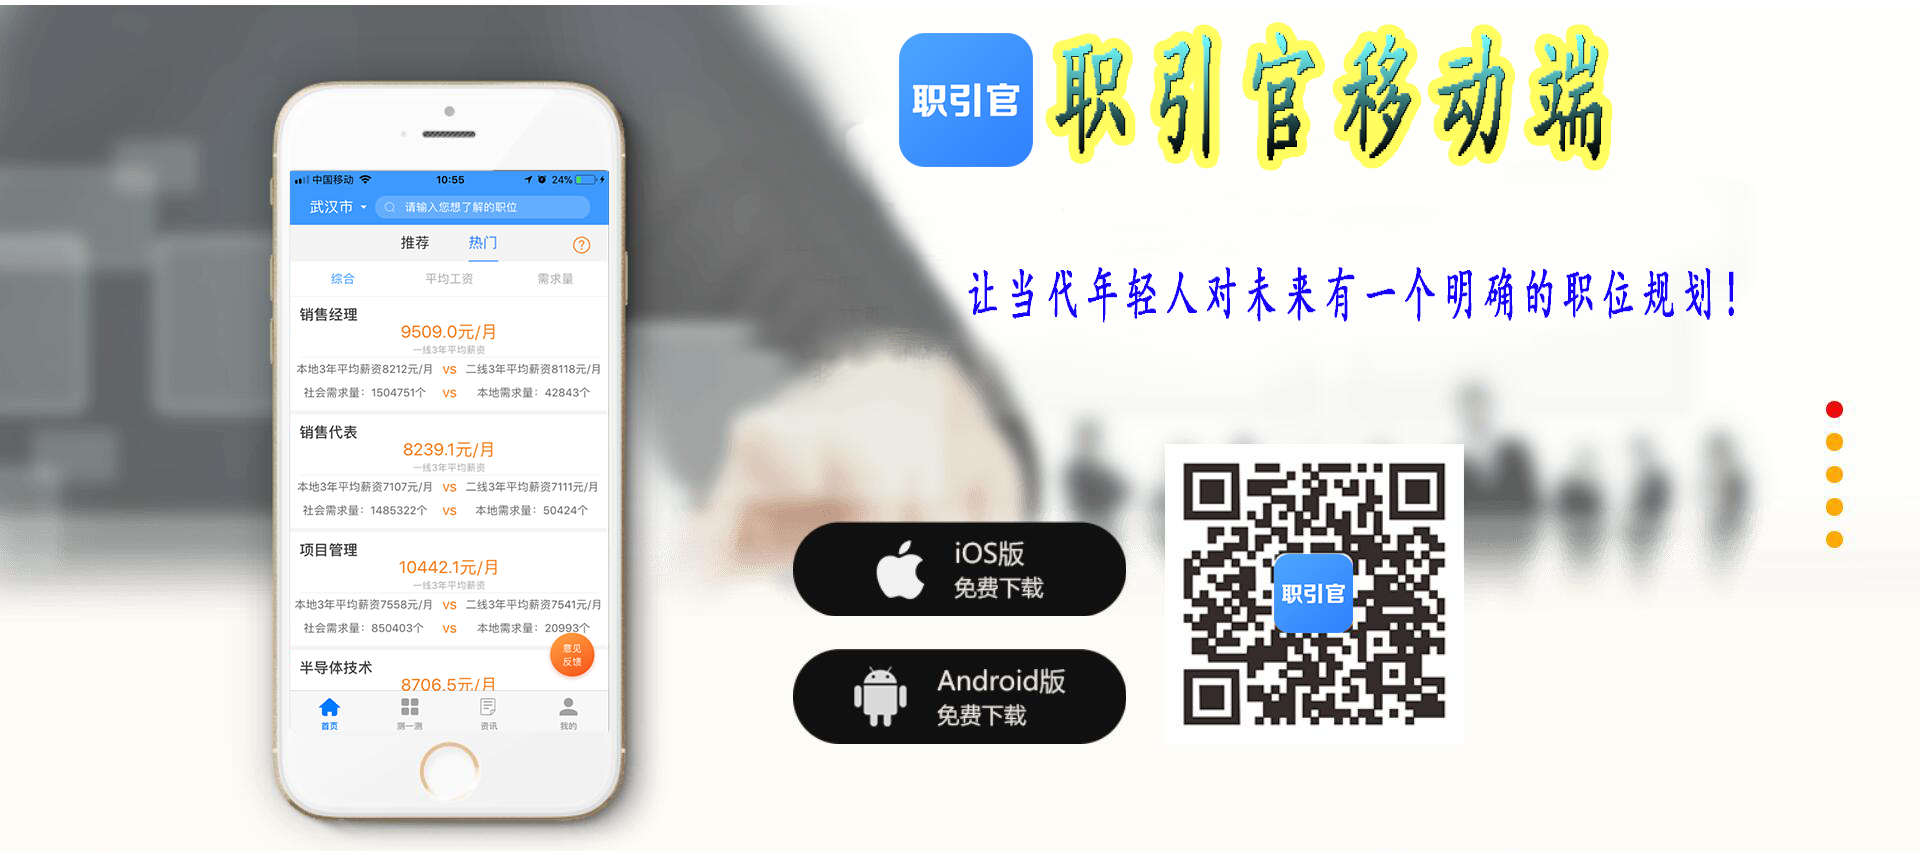 职引官
职引官移动端
让当代年轻人对未来有一个明确的职位规划!
中国移动 10:55 24%
武汉市 请输入您想了解的职位
推荐 热门 ?
综合 平均工资 需求量
销售经理
9509.0元/月
一线3年平均薪资
本地3年平均薪资8212元/月 VS 二线3年平均薪资8118元/月
社会需求量：1504751个 VS 本地需求量：42843个
销售代表
8239.1元/月
一线3年平均薪资
本地3年平均薪资7107元/月 VS 二线3年平均薪资7111元/月
社会需求量：1485322个 VS 本地需求量：50424个
项目管理
10442.1元/月
一线3年平均薪资
本地3年平均薪资7558元/月 VS 二线3年平均薪资7541元/月
社会需求量：850403个 VS 本地需求量：20993个
意见
反馈
半导体技术
8706.5元/月
首页 测一测 资讯 我的
iOS版
免费下载
Android版
免费下载
职引官